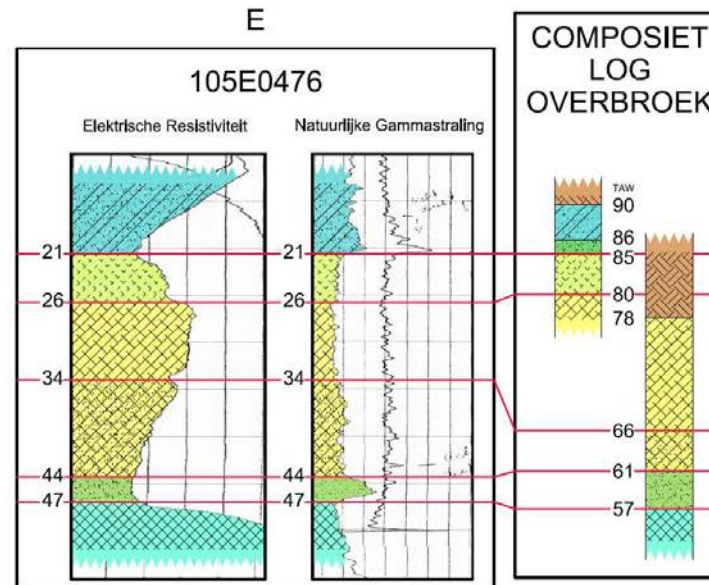 E
105E0476
Elektrische Resistiviteit
Natuurlijke Gammastraling
21
21
26
26
34
34
44
44
47
47
COMPOSIET
LOG
OVERBROEK
TAW
90
86
85
80
78
66
61
57